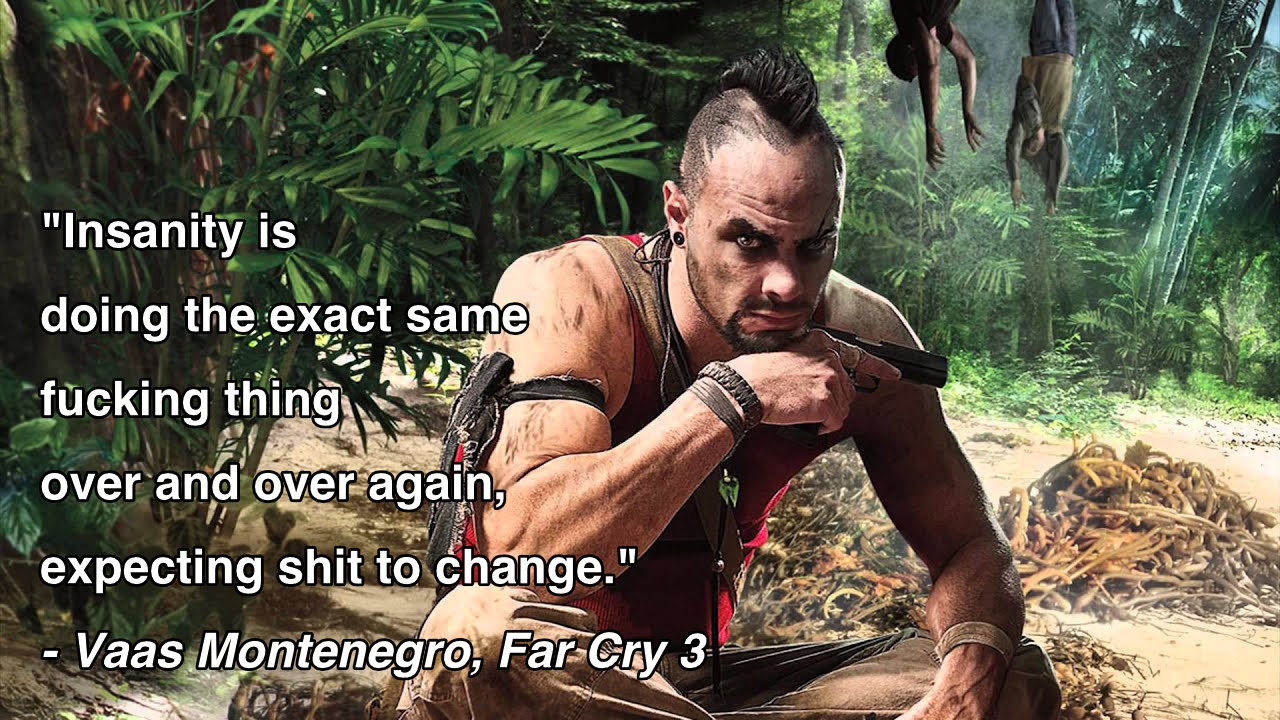 "Insanity is
doing the exact same
fucking thing
over and over again,
expecting shit to change."
- Vaas Montenegro, Far Cry 3